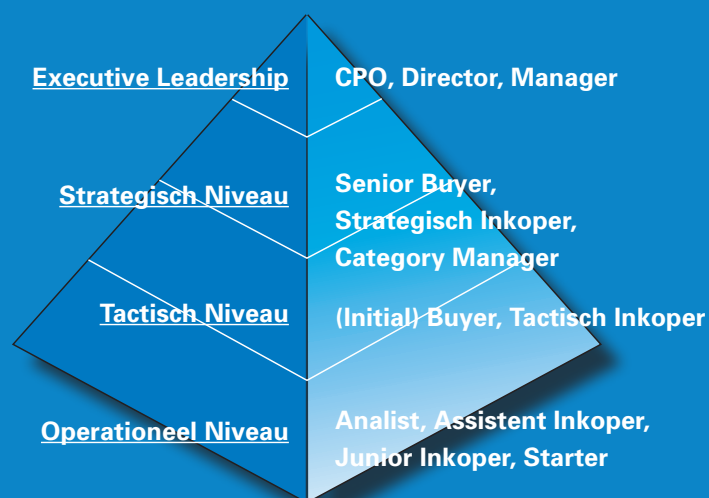 Executive Leadership
CPO, Director, Manager
Strategisch Niveau
Senior Buyer,
Strategisch Inkoper,
Category Manager
Tactisch Niveau
(Initial) Buyer, Tactisch Inkoper
Operationeel Niveau
Analist, Assistent Inkoper,
Junior Inkoper, Starter